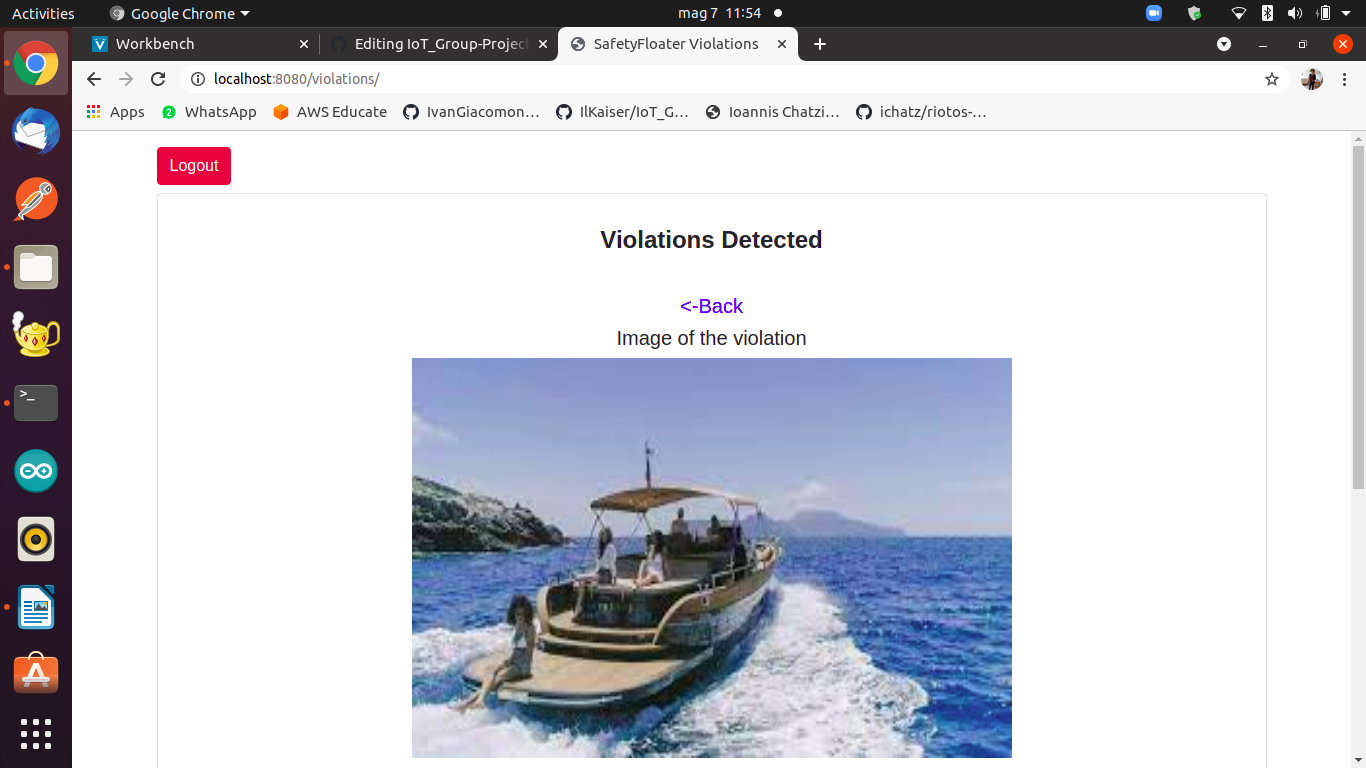 Activities
Google Chrome
mag 7 11:54
Workbench
Editing IoT_Group-Projec
SafetyFloater Violations
localhost:8080/violations/
Apps
WhatsApp
AWS Educate
IvanGiacomon…
IlKaiser/IoT_G…
Ioannis Chatzi…
ichatz/riotos-…
Logout
Violations Detected
<-Back
Image of the violation